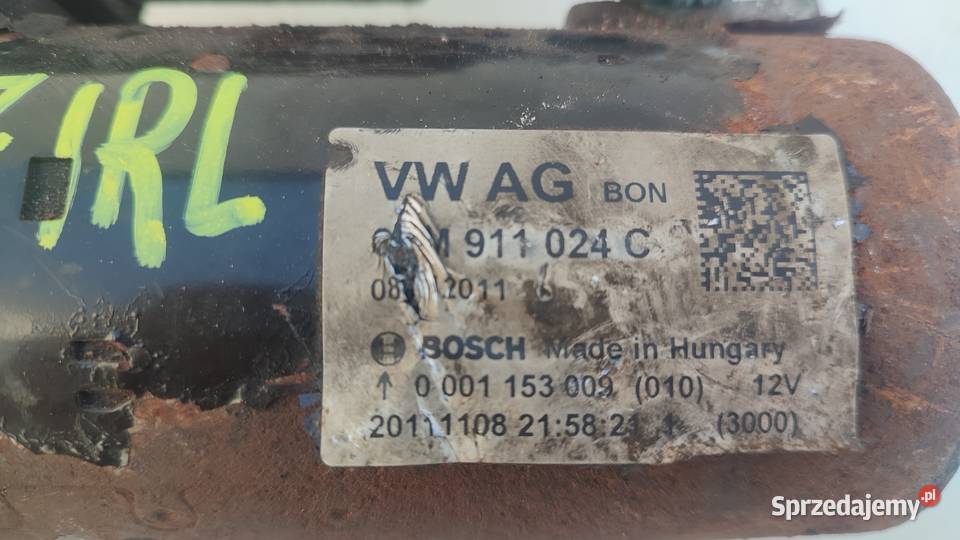 IRL
VW AG BON
M 911 024 C
2011
BOSCH Made in Hungary
0 001 153 009 (010) 12V
20111108 21:58:21 1 (3000)
Sprzedajemy.pl